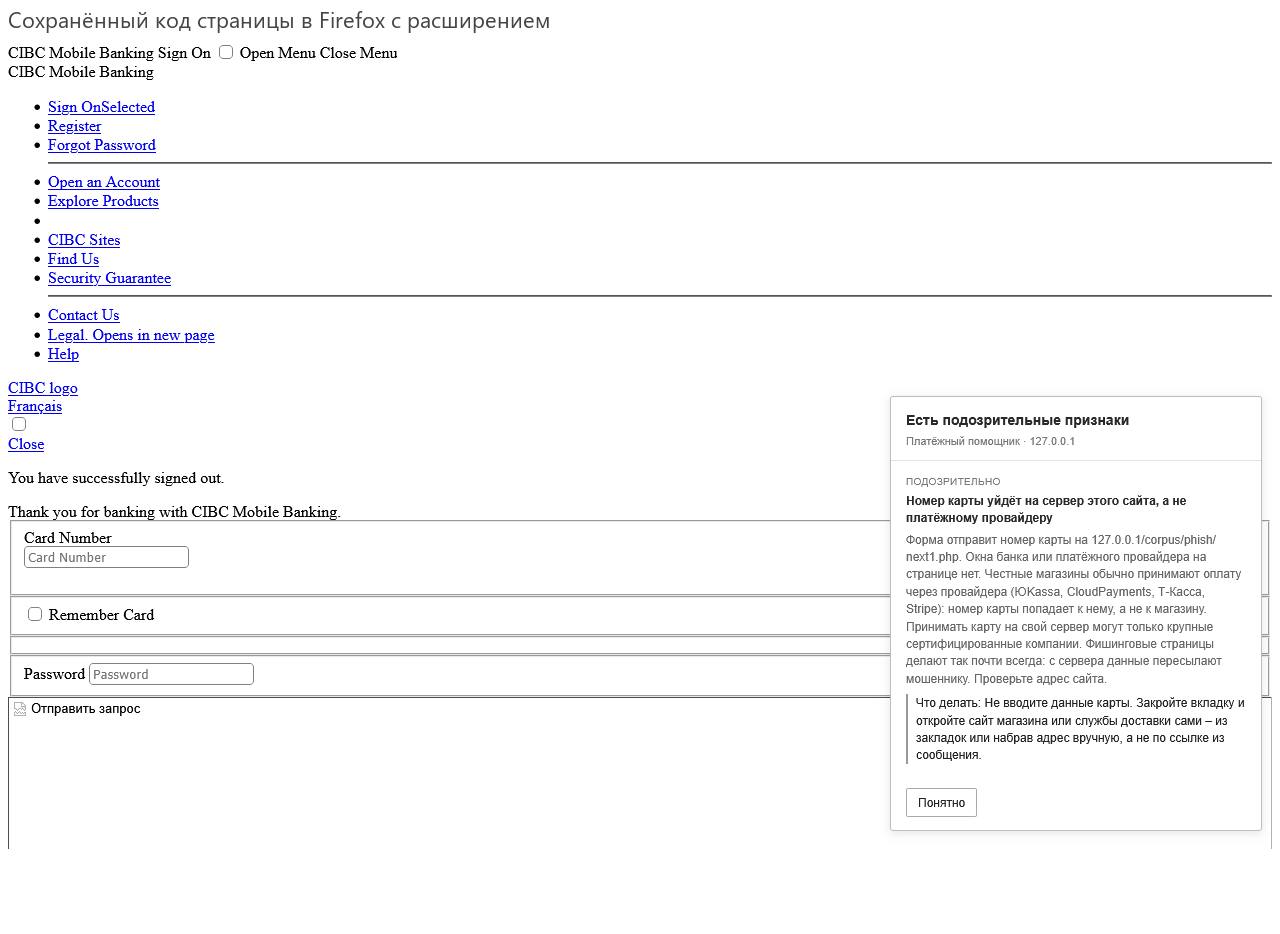 Сохранённый код страницы в Firefox с расширением
CIBC Mobile Banking Sign On Open Menu Close Menu
CIBC Mobile Banking
Sign OnSelected
Register
Forgot Password
Open an Account
Explore Products
CIBC Sites
Find Us
Security Guarantee
Contact Us
Legal. Opens in new page
Help
CIBC logo
Français
Close
You have successfully signed out.
Thank you for banking with CIBC Mobile Banking.
Card Number
Card Number
Remember Card
Password Password
Отправить запрос
Есть подозрительные признаки
Платёжный помощник · 127.0.0.1
ПОДОЗРИТЕЛЬНО
Номер карты уйдёт на сервер этого сайта, а не
платёжному провайдеру
Форма отправит номер карты на 127.0.0.1/corpus/phish/
next1.php. Окна банка или платёжного провайдера на
странице нет. Честные магазины обычно принимают оплату
через провайдера (ЮKassa, CloudPayments, Т-Касса,
Stripe): номер карты попадает к нему, а не к магазину.
Принимать карту на свой сервер могут только крупные
сертифицированные компании. Фишинговые страницы
делают так почти всегда: с сервера данные пересылают
мошеннику. Проверьте адрес сайта.
Что делать: Не вводите данные карты. Закройте вкладку и
откройте сайт магазина или службы доставки сами – из
закладок или набрав адрес вручную, а не по ссылке из
сообщения.
Понятно